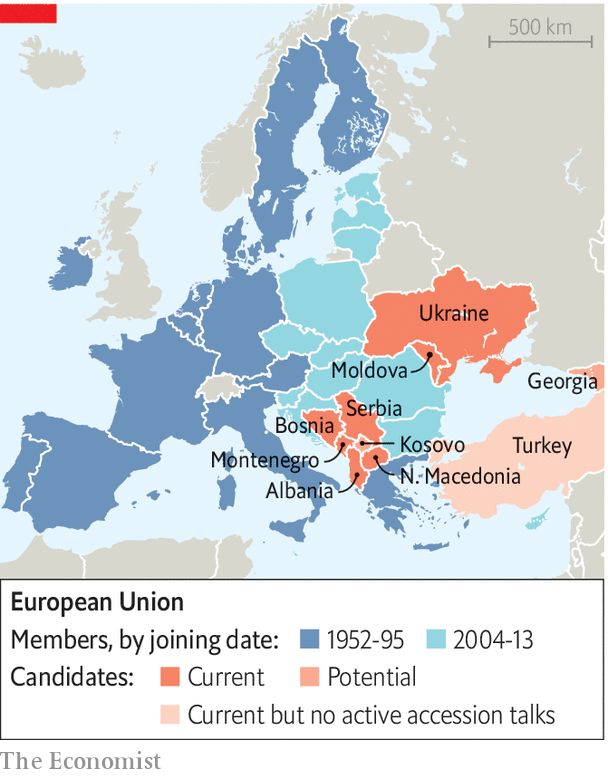 500 km
Ukraine
Moldova
Georgia
Serbia
Bosnia
Kosovo
Turkey
Montenegro
N. Macedonia
Albania
European Union
Members, by joining date: 1952-95 2004-13
Candidates: Current Potential
Current but no active accession talks
The Economist